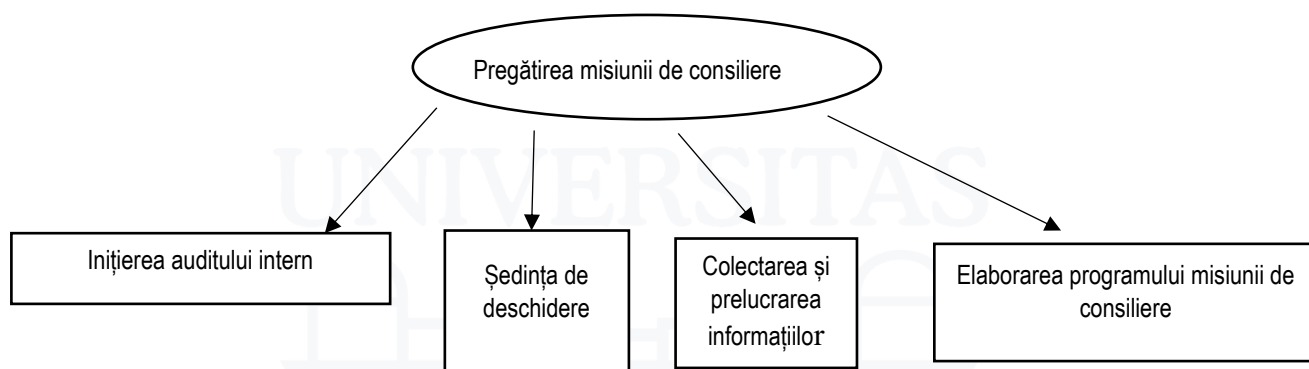 Pregătirea misiunii de consiliere
UNIVERSITAS
Inițierea auditului intern
Ședința de
deschidere
Colectarea și
prelucrarea
informațiilor
Elaborarea programului misiunii de
consiliere